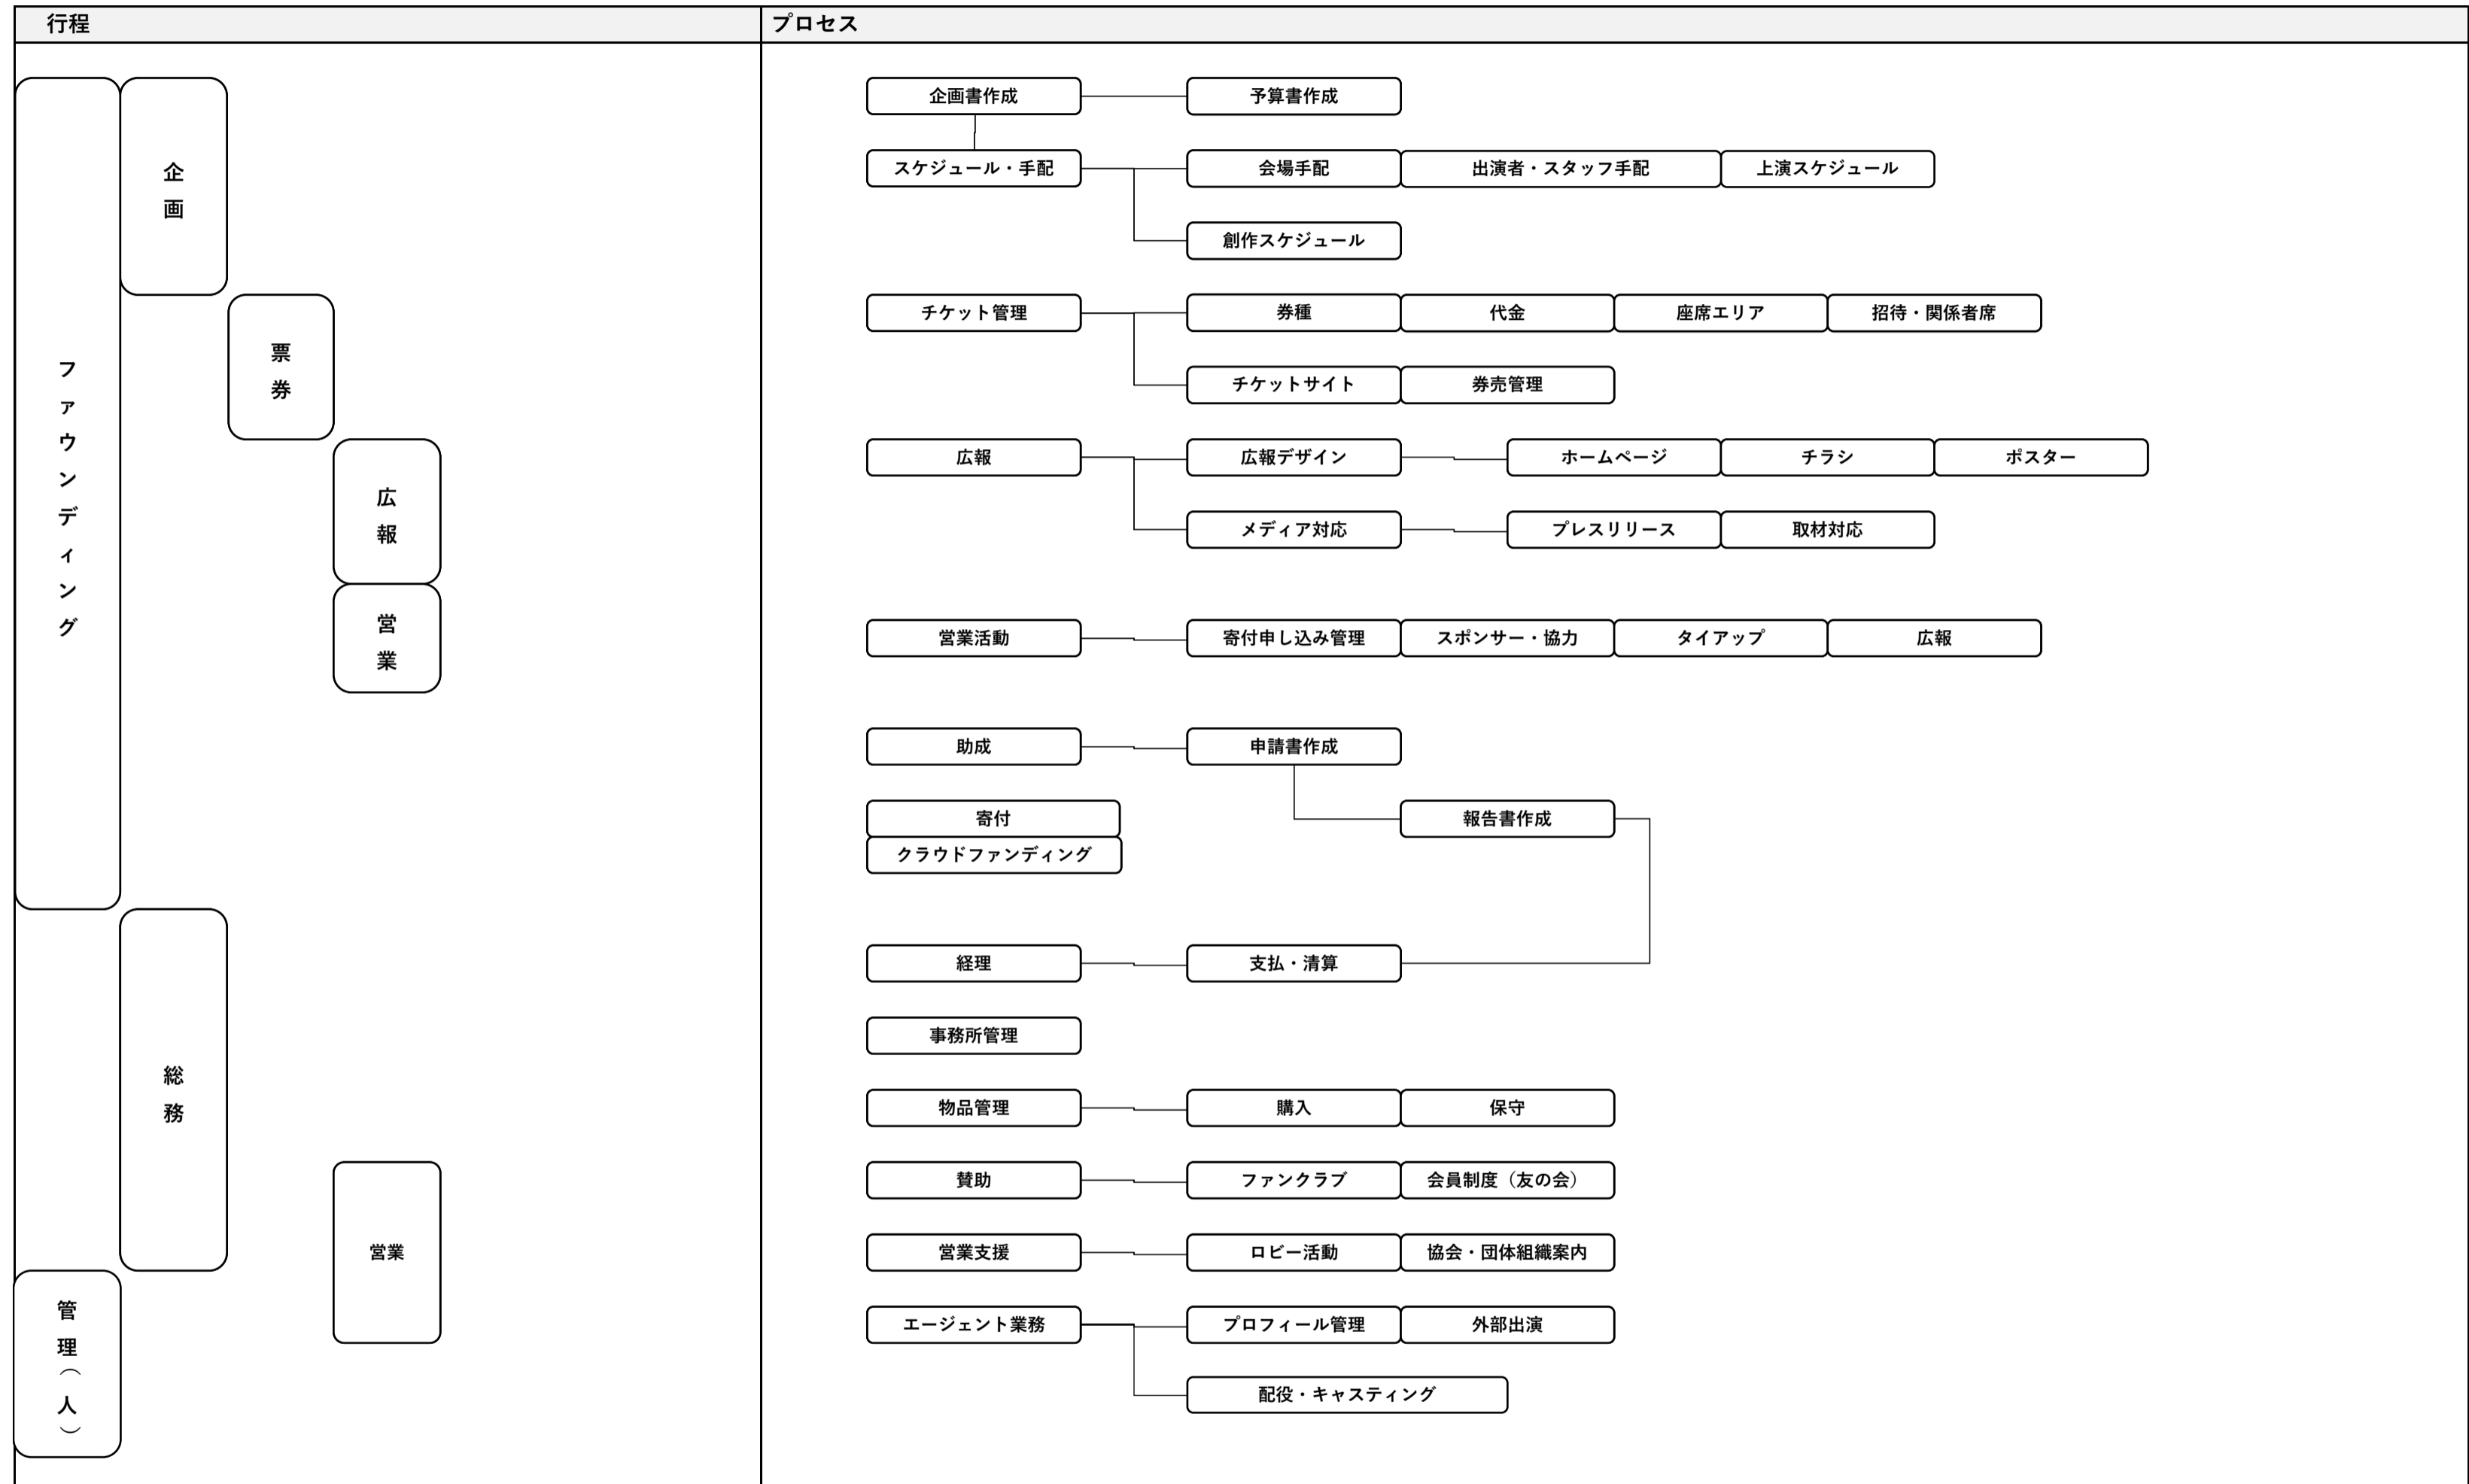 行程
プロセス
ファウンディング
企画
票券
広報
営業
総務
営業
管理（人）
企画書作成
予算書作成
スケジュール・手配
会場手配
出演者・スタッフ手配
上演スケジュール
創作スケジュール
チケット管理
券種
代金
座席エリア
招待・関係者席
チケットサイト
券売管理
広報
広報デザイン
ホームページ
チラシ
ポスター
メディア対応
プレスリリース
取材対応
営業活動
寄付申し込み管理
スポンサー・協力
タイアップ
広報
助成
申請書作成
寄付
報告書作成
クラウドファンディング
経理
支払・清算
事務所管理
物品管理
購入
保守
賛助
ファンクラブ
会員制度（友の会）
営業支援
ロビー活動
協会・団体組織案内
エージェント業務
プロフィール管理
外部出演
配役・キャスティング